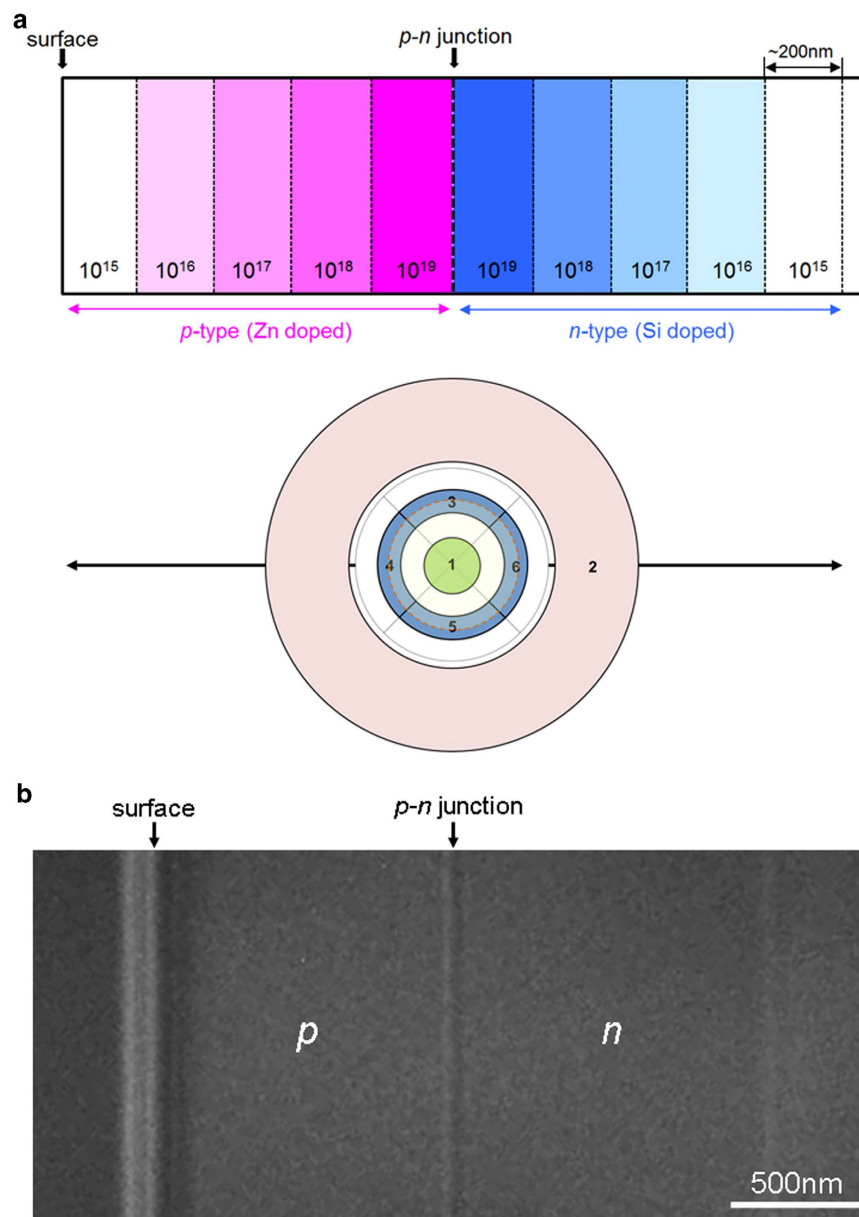 a
surface
p-n junction
~200nm
10¹⁵ 10¹⁶ 10¹⁷ 10¹⁸ 10¹⁹ 10¹⁹ 10¹⁸ 10¹⁷ 10¹⁶ 10¹⁵
p-type (Zn doped) n-type (Si doped)
3
4 1 6 2
5
b
surface p-n junction
p n
500nm